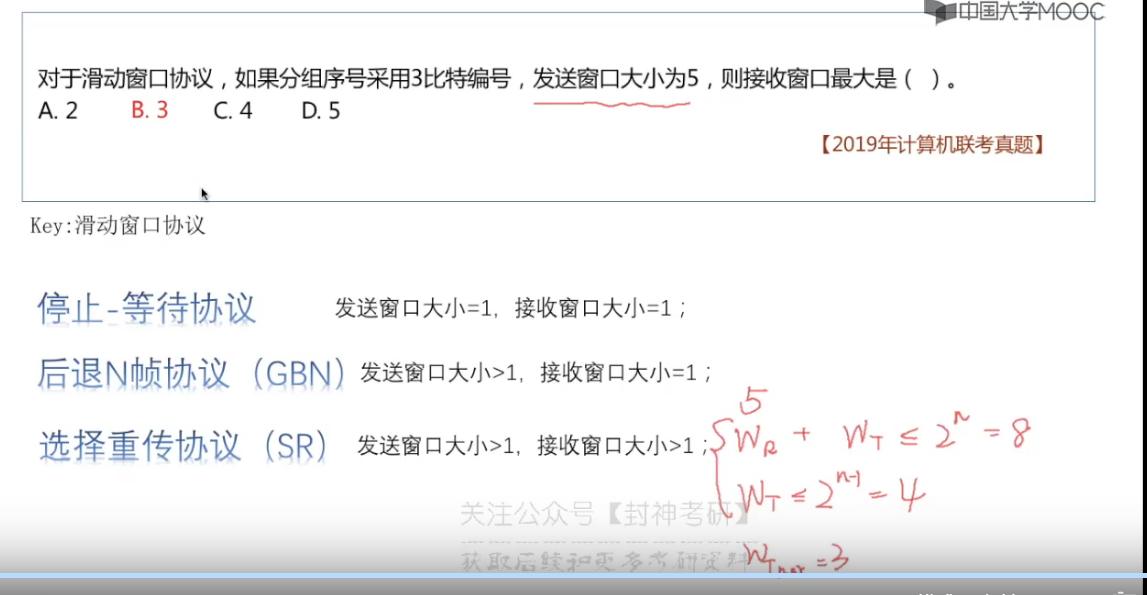 中国大学MOOC
对于滑动窗口协议，如果分组序号采用3比特编号，发送窗口大小为5，则接收窗口最大是（ ）。
A. 2 B. 3 C. 4 D. 5
【2019年计算机联考真题】
Key:滑动窗口协议
停止-等待协议 发送窗口大小=1，接收窗口大小=1；
后退N帧协议（GBN） 发送窗口大小>1，接收窗口大小=1；
5
选择重传协议（SR） 发送窗口大小>1，接收窗口大小>1；
W_R + W_T ≤ 2^n = 8
W_T ≤ 2^{n-1} = 4
关注公众号【封神考研】
获取后续和更多考研资料
W_T = 3